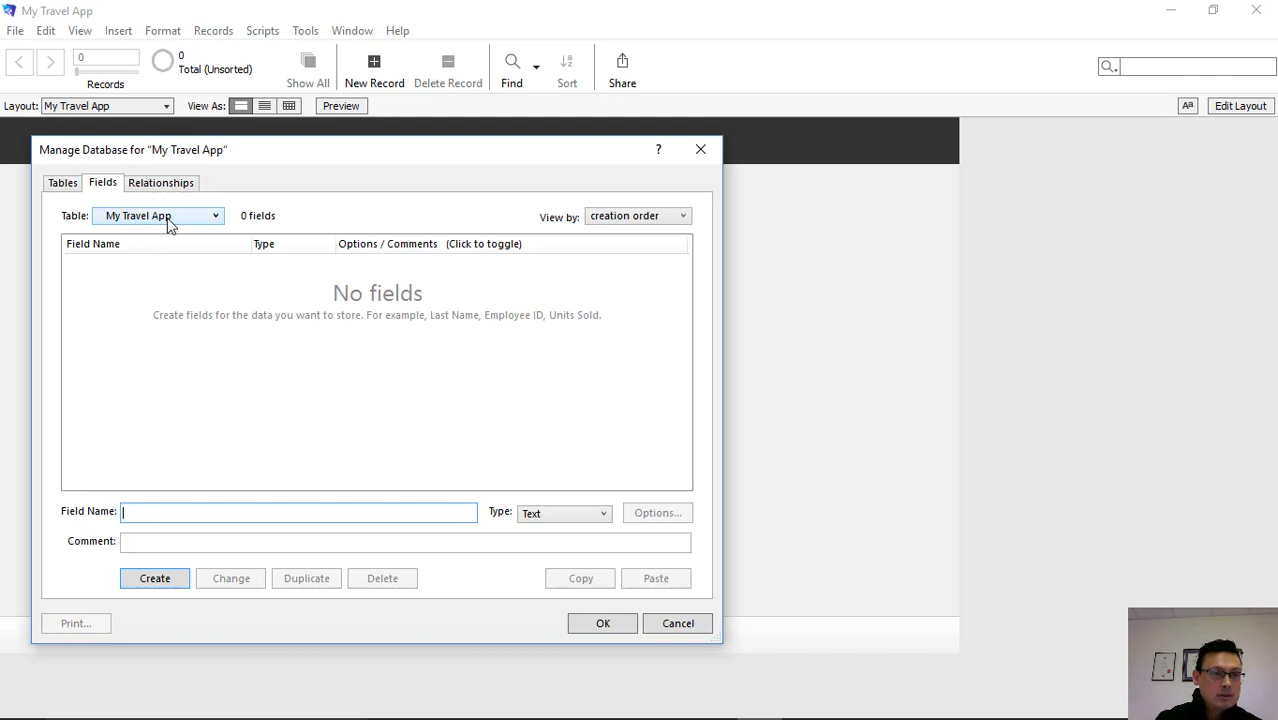 My Travel App
File Edit View Insert Format Records Scripts Tools Window Help
0
0
Total (Unsorted)
Records
Show All
New Record
Delete Record
Find
Sort
Share
Layout: My Travel App
View As:
Preview
Aa
Edit Layout
Manage Database for “My Travel App”
?
Tables Fields Relationships
Table: My Travel App 0 fields
View by: creation order
Field Name Type Options / Comments (Click to toggle)
No fields
Create fields for the data you want to store. For example, Last Name, Employee ID, Units Sold.
Field Name:
Type: Text
Options...
Comment:
Create Change Duplicate Delete Copy Paste
Print... OK Cancel